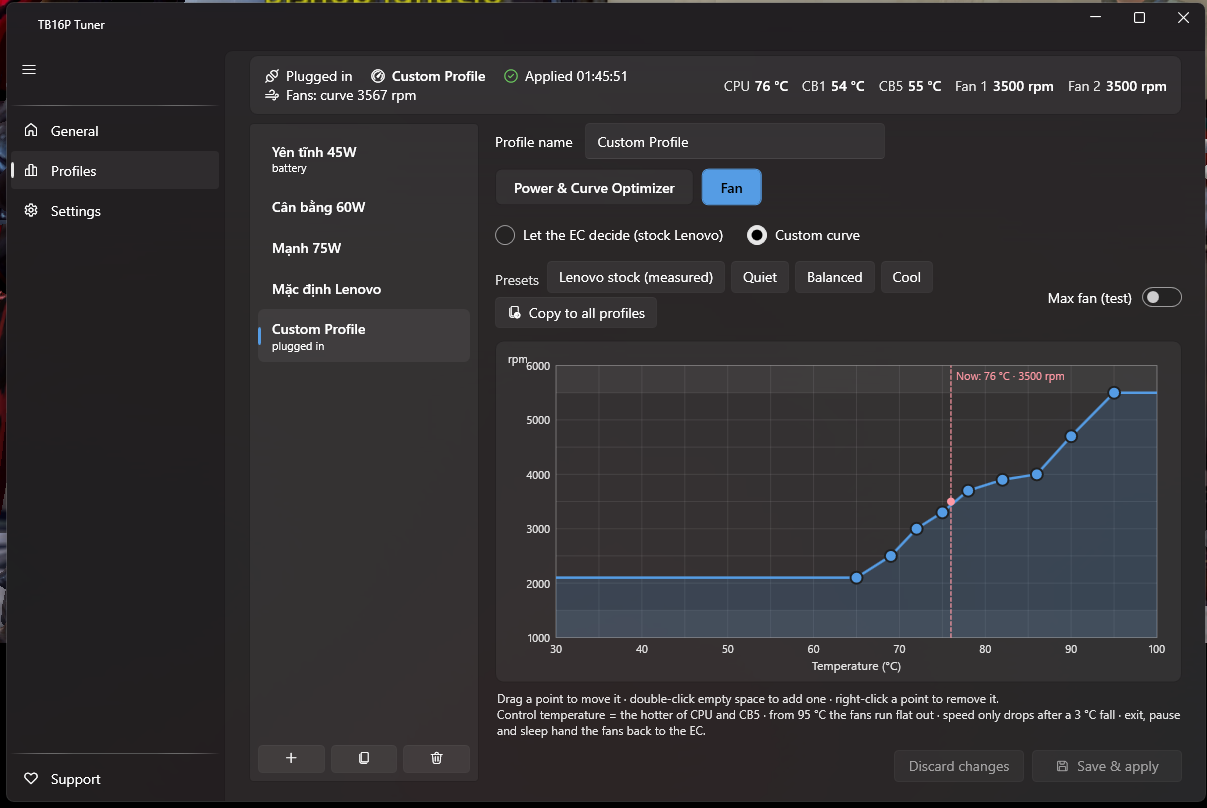 TB16P Tuner
General
Profiles
Settings
Support
Plugged in Custom Profile Applied 01:45:51
Fans: curve 3567 rpm
CPU 76 °C CB1 54 °C CB5 55 °C Fan 1 3500 rpm Fan 2 3500 rpm
Yên tĩnh 45W
battery
Cân bằng 60W
Mạnh 75W
Mặc định Lenovo
Custom Profile
plugged in
Profile name Custom Profile
Power & Curve Optimizer Fan
Let the EC decide (stock Lenovo) Custom curve
Presets Lenovo stock (measured) Quiet Balanced Cool
Copy to all profiles
Max fan (test)
rpm
6000
5000
4000
3000
2000
1000
Now: 76 °C · 3500 rpm
30 40 50 60 70 80 90 100
Temperature (°C)
Drag a point to move it · double-click empty space to add one · right-click a point to remove it.
Control temperature = the hotter of CPU and CB5 · from 95 °C the fans run flat out · speed only drops after a 3 °C fall · exit, pause
and sleep hand the fans back to the EC.
Discard changes Save & apply